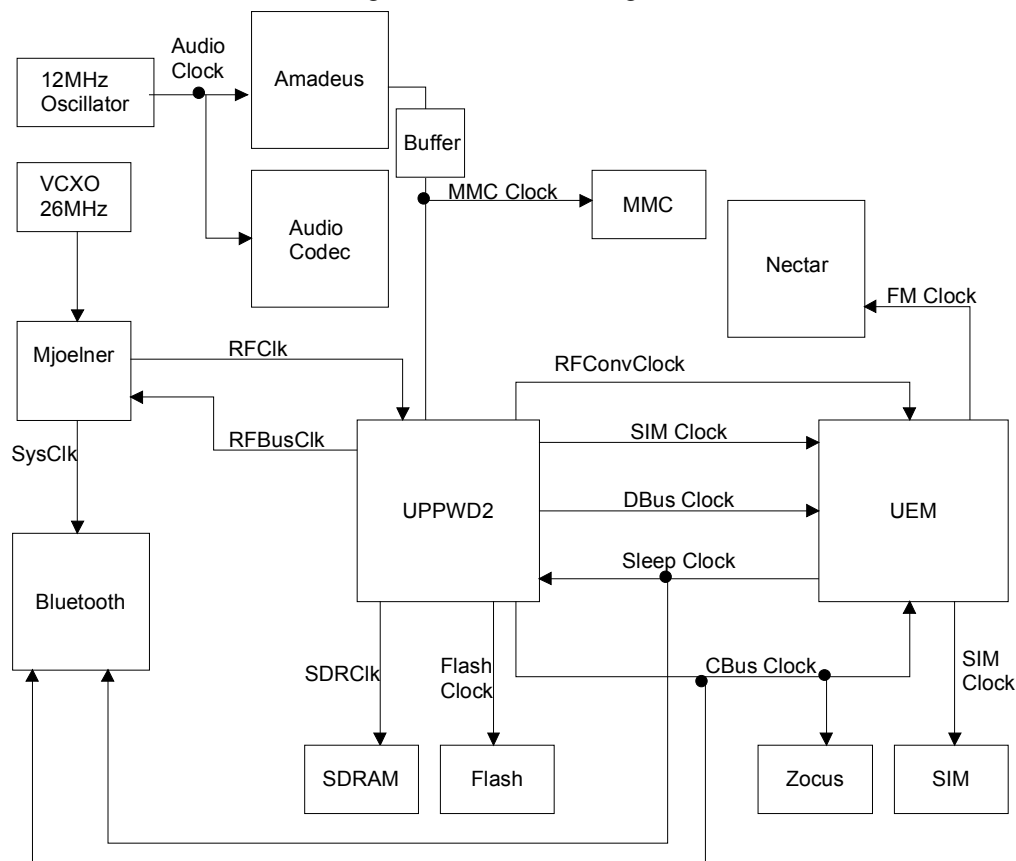 Audio
Clock
12MHz
Oscillator
Amadeus
Buffer
VCXO
26MHz
Audio
Codec
MMC Clock
MMC
Nectar
FM Clock
Mjoelner
RFClk
RFConvClock
RFBusClk
SIM Clock
SysClk
UPPWD2
DBus Clock
UEM
Sleep Clock
Bluetooth
SDRClk
Flash
Clock
CBus Clock
SIM
Clock
SDRAM
Flash
Zocus
SIM